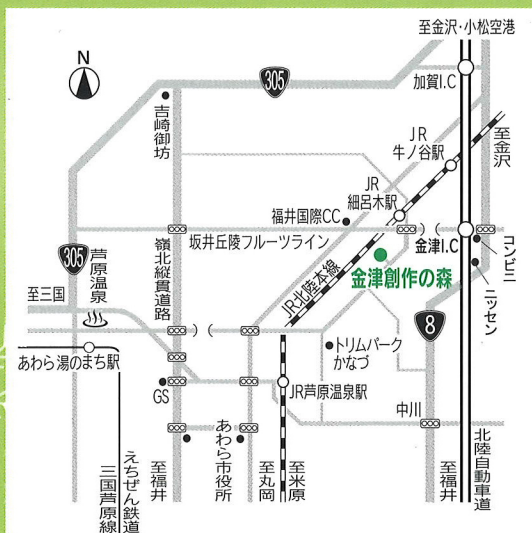 至金沢・小松空港
N
305
加賀I.C
吉崎御坊
至金沢
JR
牛ノ谷駅
JR
細呂木駅
福井国際CC
坂井丘陵フルーツライン
金津I.C
コンビニ
ニッセン
305
芦原温泉
嶺北縦貫道路
JR北陸本線
金津創作の森
至三国
8
トリムパーク
かなづ
あわら湯のまち駅
GS
JR芦原温泉駅
中川
あわら市役所
至福井
至丸岡
至米原
至福井
北陸自動車道
えちぜん鉄道
三国芦原線